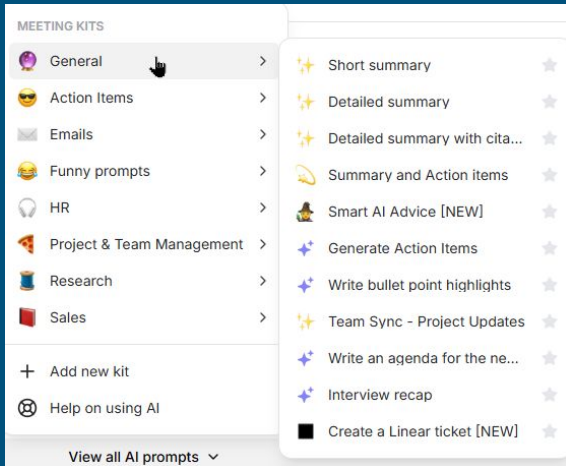 MEETING KITS
General
Action Items
Emails
Funny prompts
HR
Project & Team Management
Research
Sales
Add new kit
Help on using AI
View all AI prompts
Short summary
Detailed summary
Detailed summary with cita...
Summary and Action items
Smart AI Advice [NEW]
Generate Action Items
Write bullet point highlights
Team Sync - Project Updates
Write an agenda for the ne...
Interview recap
Create a Linear ticket [NEW]